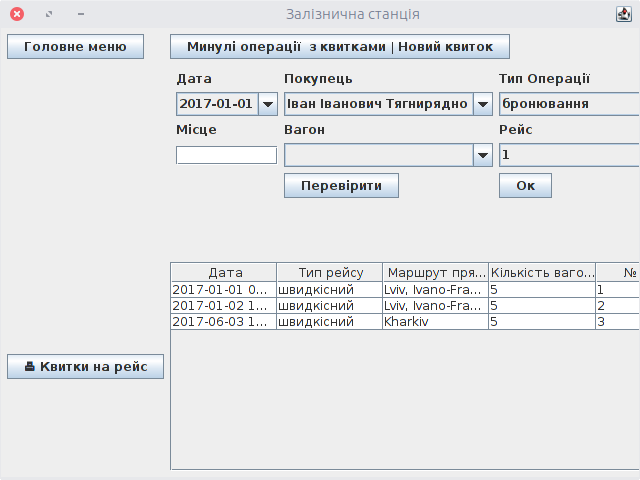 Залізнична станція
Головне меню
Минулі операції з квитками | Новий квиток
Дата Покупець Тип Операції
2017-01-01 Іван Іванович Тягнирядно бронювання
Місце Вагон Рейс
1
Перевірити Ок
Дата Тип рейсу Маршрут пря... Кількість ваго... №
2017-01-01 0... швидкісний Lviv, Ivano-Fra... 5 1
2017-01-02 1... швидкісний Lviv, Ivano-Fra... 5 2
2017-06-03 1... швидкісний Kharkiv 5 3
Квитки на рейс